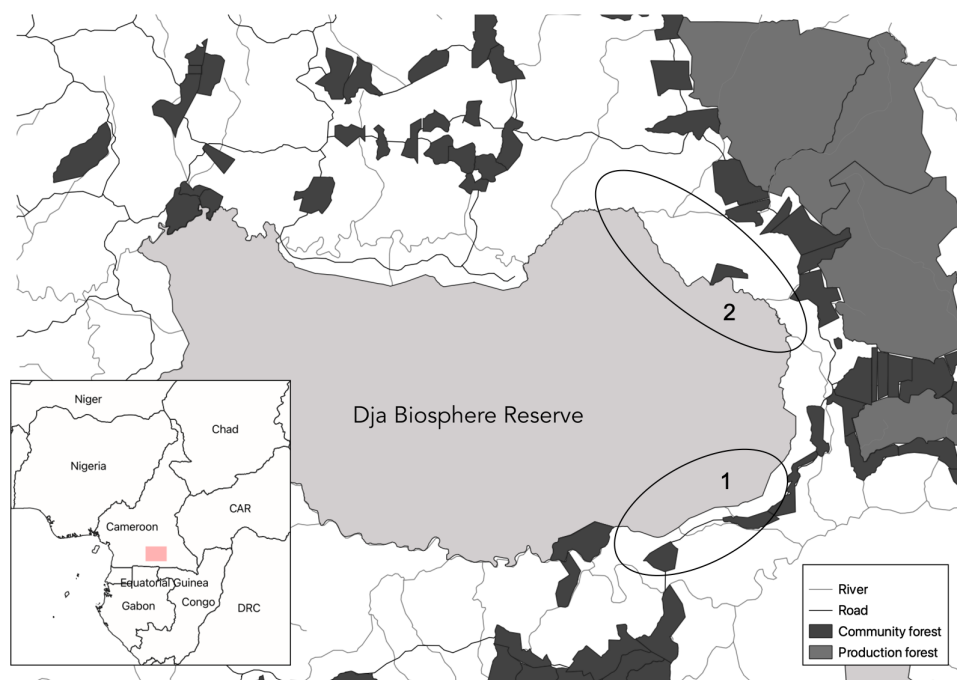 2
Dja Biosphere Reserve
1
Niger
Chad
Nigeria
CAR
Cameroon
Equatorial Guinea
Gabon
Congo
DRC
River
Road
Community forest
Production forest